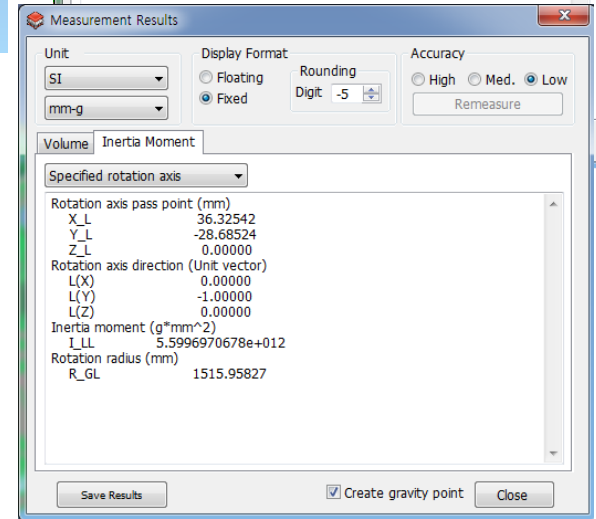 Measurement Results
Unit
SI
mm-g
Display Format
Floating
Fixed
Rounding
Digit -5
Accuracy
High Med. Low
Remeasure
Volume Inertia Moment
Specified rotation axis
Rotation axis pass point (mm)
X_L 36.32542
Y_L -28.68524
Z_L 0.00000
Rotation axis direction (Unit vector)
L(X) 0.00000
L(Y) -1.00000
L(Z) 0.00000
Inertia moment (g*mm^2)
I_LL 5.5996970678e+012
Rotation radius (mm)
R_GL 1515.95827
Save Results
Create gravity point
Close